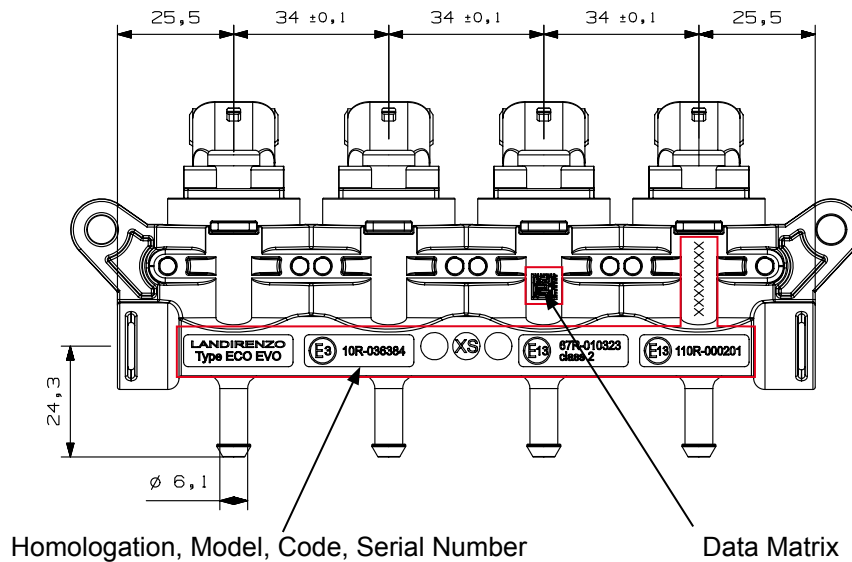 25,5 34 ±0,1 34 ±0,1 34 ±0,1 25,5
XXXXXXX
LANDIRENZO
Type ECO EVO
E3 10R-036384
XS
E13 67R-010323
class 2
E13 110R-000201
24,3
ø 6,1
Homologation, Model, Code, Serial Number
Data Matrix